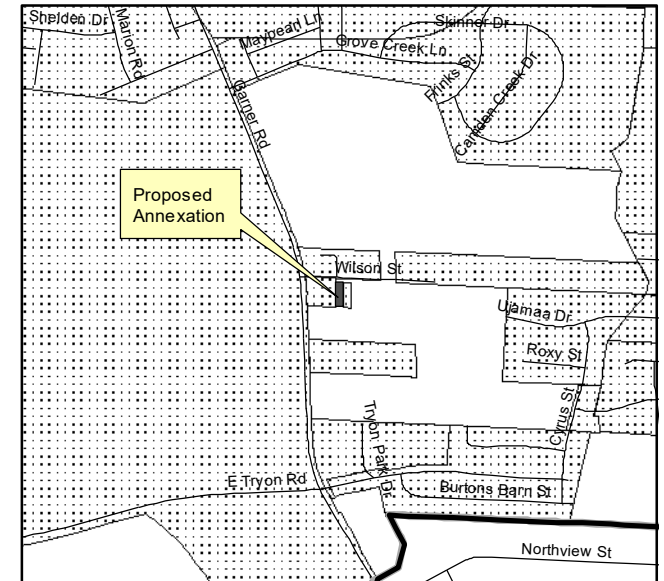 Shelden Dr
Marion Rd
Maybean Ln
Skinner Dr
Grove Creek Ln
Frinks St
Camden Creek Dr
Garner Rd
Proposed
Annexation
Wilson St
Ujamaa Dr
Roxy St
Cyrus St
Tryon Park Dr
E Tryon Rd
Burtons Barn St
Northview St